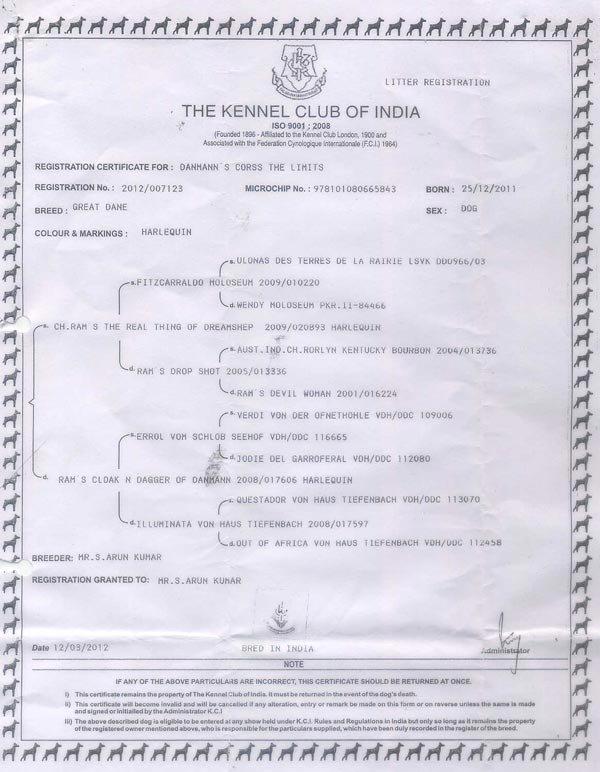 LITTER REGISTRATION
THE KENNEL CLUB OF INDIA
ISO 9001 : 2008
(Founded 1896 - Affiliated to the Kennel Club London, 1900 and
Associated with the Federation Cynologique Internationale (F.C.I.) 1964)
REGISTRATION CERTIFICATE FOR : DANMANN`S CORSS THE LIMITS
REGISTRATION No. : 2012/007123 MICROCHIP No. : 978101080665843 BORN : 25/12/2011
BREED : GREAT DANE SEX : DOG
COLOUR & MARKINGS : HARLEQUIN
s. ULONAS DES TERRES DE LA RAIRIE LSVK DD0966/03
s. FITZCARRALDO MOLOSEUM 2009/010220
d. WENDY MOLOSEUM PKR.II-84466
s. CH.RAM`S THE REAL THING OF DREAMSHEP 2009/020893 HARLEQUIN
s. AUST.IND.CH.RORLYN KENTUCKY BOURBON 2004/013736
d. RAM`S DROP SHOT 2005/013336
d. RAM`S DEVIL WOMAN 2001/016224
s. VERDI VON DER OFNETHOHLE VDH/DDC 109006
s. ERROL VOM SCHLOB SEEHOF VDH/DDC 116665
d. JODIE DEL GARROFERAL VDH/DDC 112080
d. RAM`S CLOAK N DAGGER OF DANMANN 2008/017606 HARLEQUIN
s. QUESTADOR VON HAUS TIEFENBACH VDH/DDC 113070
d. ILLUMINATA VON HAUS TIEFENBACH 2008/017597
d. OUT OF AFRICA VON HAUS TIEFENBACH VDH/DDC 112458
BREEDER: MR.S.ARUN KUMAR
REGISTRATION GRANTED TO: MR.S.ARUN KUMAR
Date 12/03/2012 BRED IN INDIA Administrator
NOTE
IF ANY OF THE ABOVE PARTICULARS ARE INCORRECT, THIS CERTIFICATE SHOULD BE RETURNED AT ONCE.
i) This certificate remains the property of The Kennel Club of India. It must be returned in the event of the dog's death.
ii) This certificate will become invalid and will be cancelled if any alteration, entry or remark be made on this form or on reverse unless the same is made
and signed or initialled by the Administrator K.C.I
iii) The above described dog is eligible to be entered at any show held under K.C.I. Rules and Regulations in India but only so long as it remains the property
of the registered owner mentioned above, who is responsible for the particulars supplied, which have been duly recorded in the register of the breed.